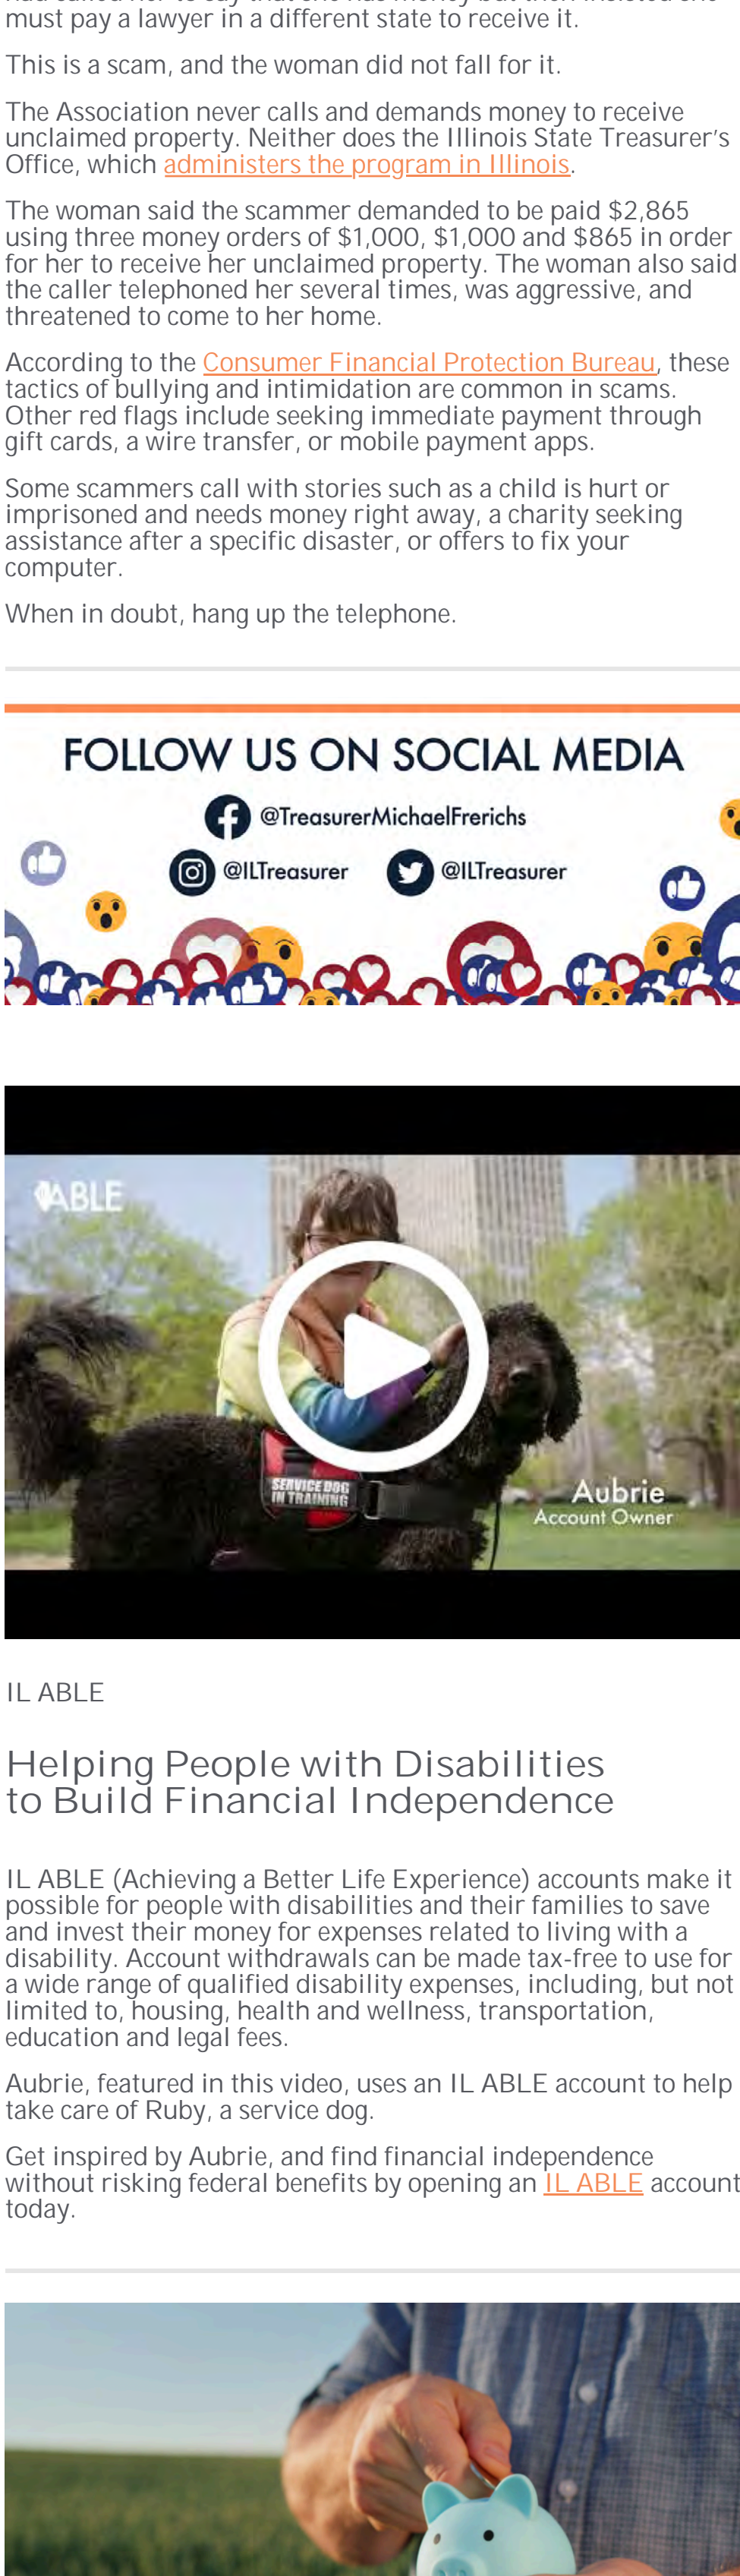 must pay a lawyer in a different state to receive it.
This is a scam, and the woman did not fall for it.
The Association never calls and demands money to receive
unclaimed property. Neither does the Illinois State Treasurer's
Office, which administers the program in Illinois.
The woman said the scammer demanded to be paid $2,865
using three money orders of $1,000, $1,000 and $865 in order
for her to receive her unclaimed property. The woman also said
the caller telephoned her several times, was aggressive, and
threatened to come to her home.
According to the Consumer Financial Protection Bureau, these
tactics of bullying and intimidation are common in scams.
Other red flags include seeking immediate payment through
gift cards, a wire transfer, or mobile payment apps.
Some scammers call with stories such as a child is hurt or
imprisoned and needs money right away, a charity seeking
assistance after a specific disaster, or offers to fix your
computer.
When in doubt, hang up the telephone.
FOLLOW US ON SOCIAL MEDIA
@TreasurerMichaelFrerichs
@ILTreasurer @ILTreasurer
ABLE
SERVICE DOG
IN TRAINING
Aubrie
Account Owner
IL ABLE
Helping People with Disabilities
to Build Financial Independence
IL ABLE (Achieving a Better Life Experience) accounts make it
possible for people with disabilities and their families to save
and invest their money for expenses related to living with a
disability. Account withdrawals can be made tax-free to use for
a wide range of qualified disability expenses, including, but not
limited to, housing, health and wellness, transportation,
education and legal fees.
Aubrie, featured in this video, uses an IL ABLE account to help
take care of Ruby, a service dog.
Get inspired by Aubrie, and find financial independence
without risking federal benefits by opening an IL ABLE account
today.